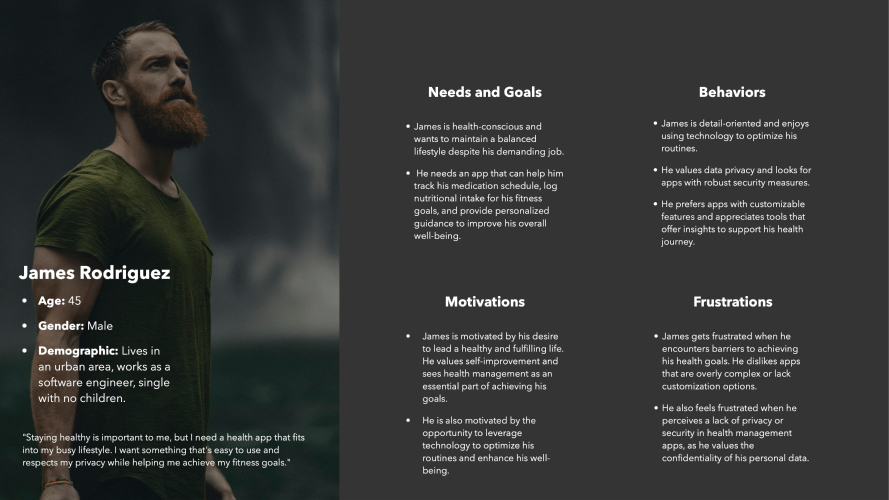 James Rodriguez
• Age: 45
• Gender: Male
• Demographic: Lives in
an urban area, works as a
software engineer, single
with no children.
"Staying healthy is important to me, but I need a health app that fits
into my busy lifestyle. I want something that's easy to use and
respects my privacy while helping me achieve my fitness goals."
Needs and Goals
• James is health-conscious and
wants to maintain a balanced
lifestyle despite his demanding job.
• He needs an app that can help him
track his medication schedule, log
nutritional intake for his fitness
goals, and provide personalized
guidance to improve his overall
well-being.
Behaviors
• James is detail-oriented and enjoys
using technology to optimize his
routines.
• He values data privacy and looks for
apps with robust security measures.
• He prefers apps with customizable
features and appreciates tools that
offer insights to support his health
journey.
Motivations
• James is motivated by his desire
to lead a healthy and fulfilling life.
He values self-improvement and
sees health management as an
essential part of achieving his
goals.
• He is also motivated by the
opportunity to leverage
technology to optimize his
routines and enhance his well-
being.
Frustrations
• James gets frustrated when he
encounters barriers to achieving
his health goals. He dislikes apps
that are overly complex or lack
customization options.
• He also feels frustrated when he
perceives a lack of privacy or
security in health management
apps, as he values the
confidentiality of his personal data.